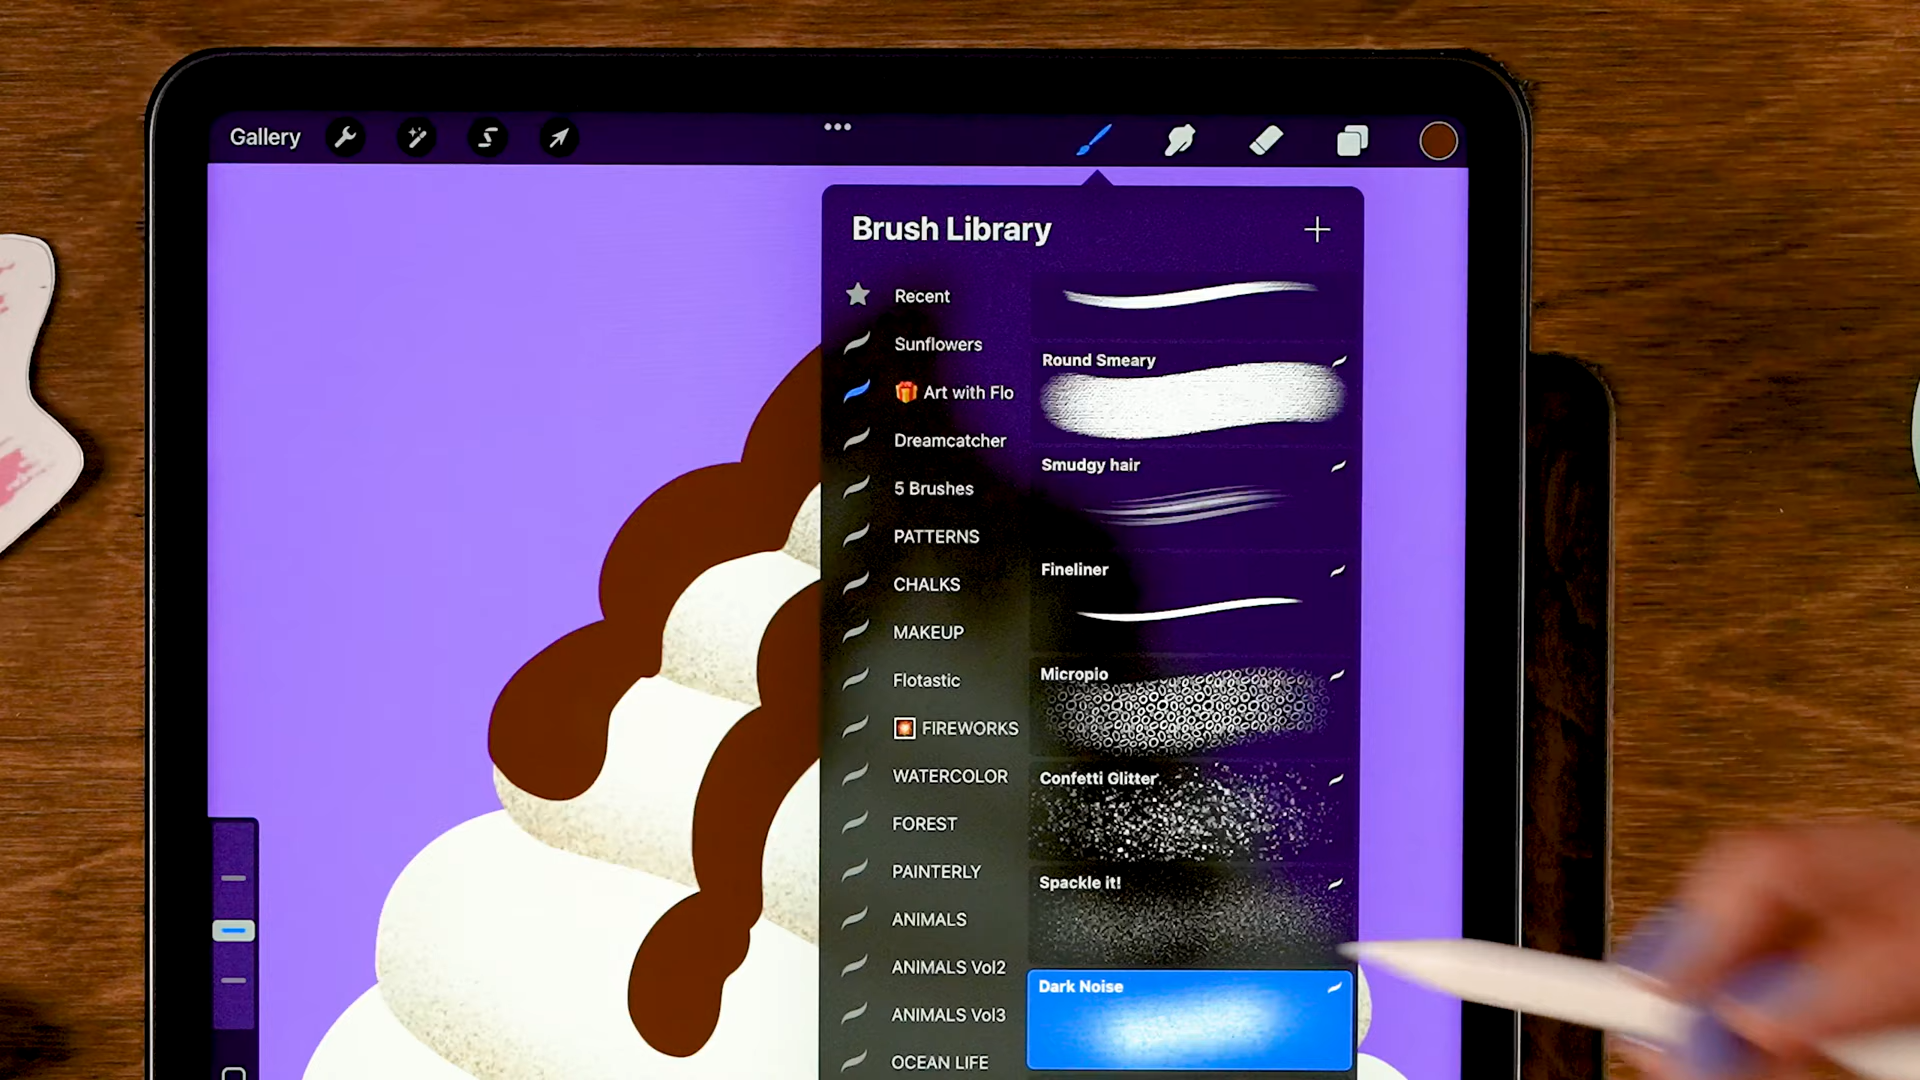 Gallery
Brush Library
Recent
Sunflowers
🎁 Art with Flo
Dreamcatcher
5 Brushes
PATTERNS
CHALKS
MAKEUP
Flotastic
FIREWORKS
WATERCOLOR
FOREST
PAINTERLY
ANIMALS
ANIMALS Vol2
ANIMALS Vol3
OCEAN LIFE
Round Smeary
Smudgy hair
Fineliner
Micropio
Confetti Glitter
Spackle it!
Dark Noise